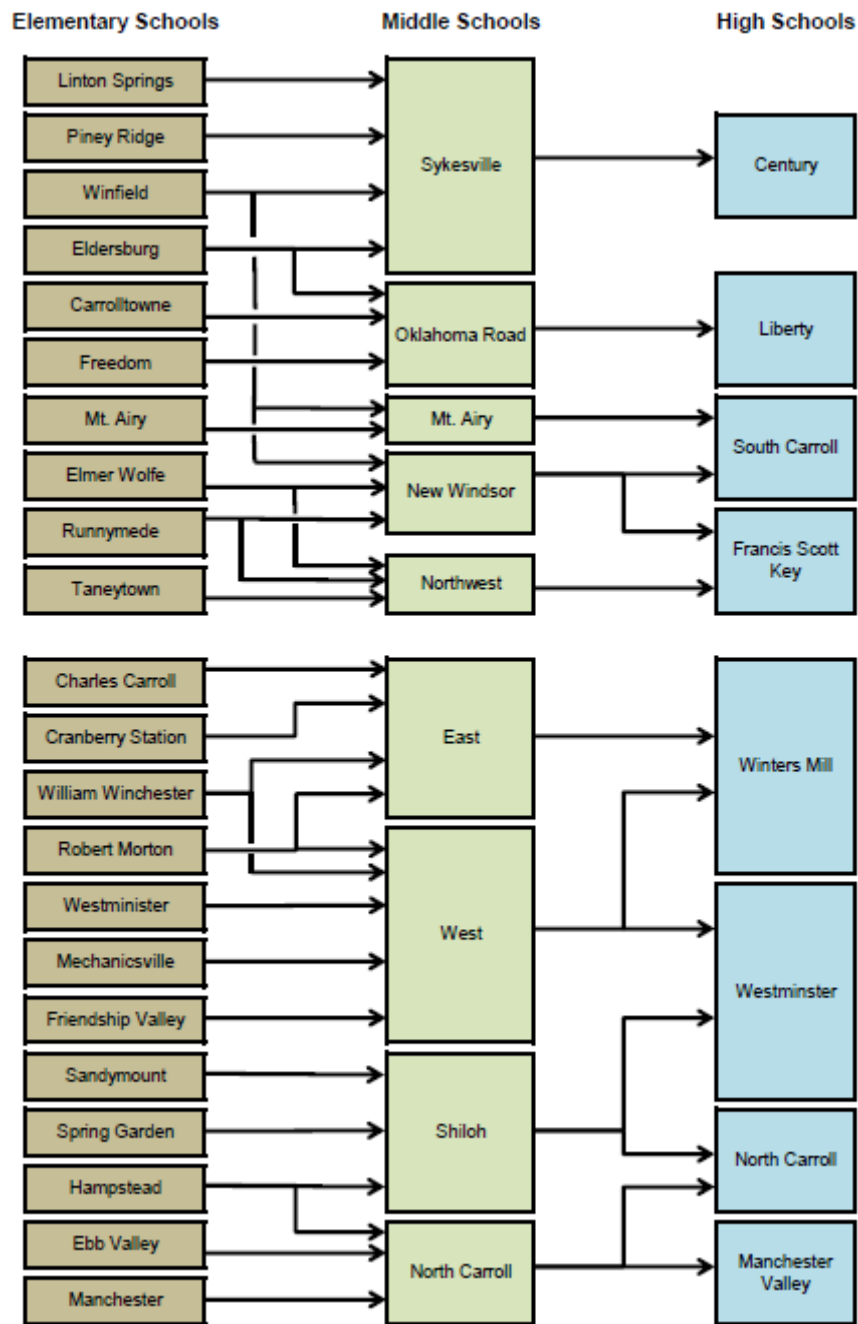 Elementary Schools
Middle Schools
High Schools
Linton Springs
Piney Ridge
Winfield
Eldersburg
Carrolltowne
Freedom
Mt. Airy
Elmer Wolfe
Runnymede
Taneytown
Charles Carroll
Cranberry Station
William Winchester
Robert Morton
Westminister
Mechanicsville
Friendship Valley
Sandymount
Spring Garden
Hampstead
Ebb Valley
Manchester
Sykesville
Oklahoma Road
Mt. Airy
New Windsor
Northwest
East
West
Shiloh
North Carroll
Century
Liberty
South Carroll
Francis Scott
Key
Winters Mill
Westminster
North Carroll
Manchester
Valley